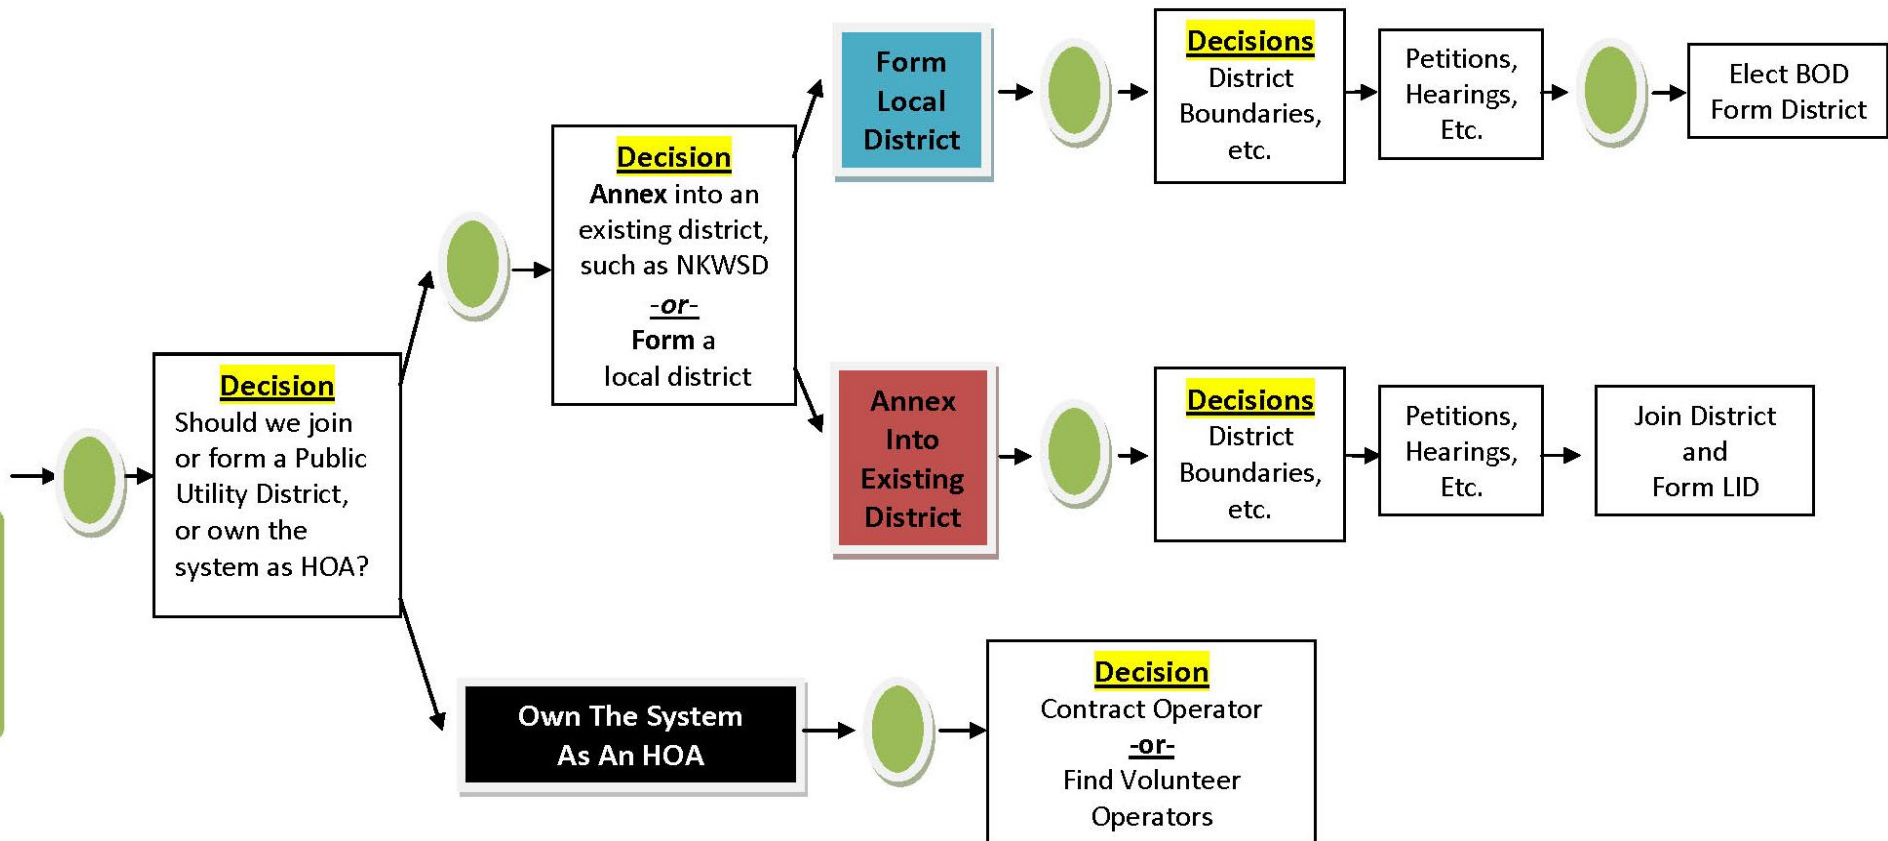 Decision
Should we join
or form a Public
Utility District,
or own the
system as HOA?
Decision
Annex into an
existing district,
such as NKWSD
-or-
Form a
local district
Form
Local
District
Decisions
District
Boundaries,
etc.
Petitions,
Hearings,
Etc.
Elect BOD
Form District
Annex
Into
Existing
District
Decisions
District
Boundaries,
etc.
Petitions,
Hearings,
Etc.
Join District
and
Form LID
Own The System
As An HOA
Decision
Contract Operator
-or-
Find Volunteer
Operators